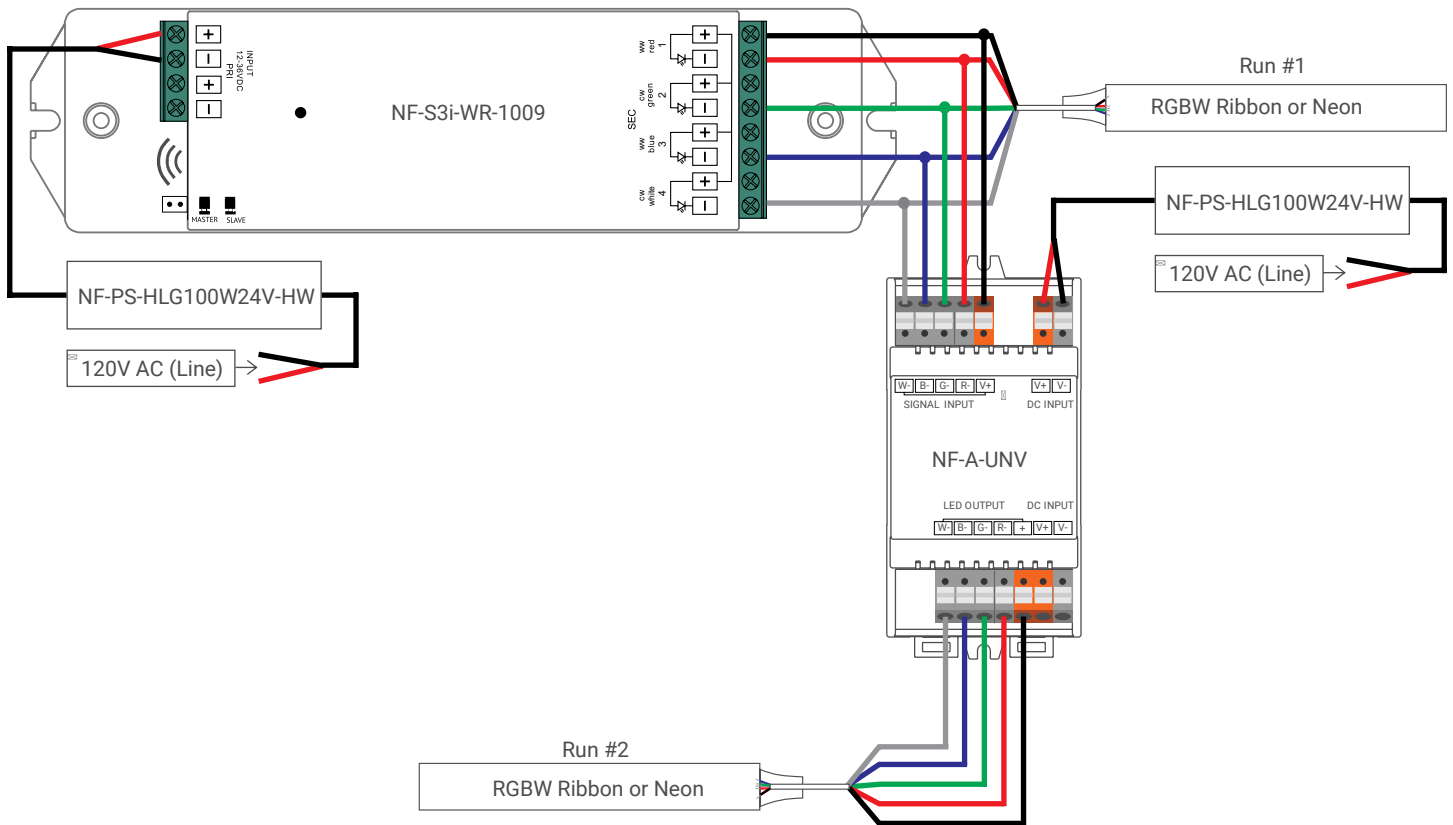 +
−
+
−
INPUT
12-36VDC
PRI
MASTER
SLAVE
NF-S3i-WR-1009
SEC
ww
red
1
+
−
cw
green
2
+
−
ww
blue
3
+
−
cw
white
4
+
−
Run #1
RGBW Ribbon or Neon
NF-PS-HLG100W24V-HW
120V AC (Line)
NF-PS-HLG100W24V-HW
120V AC (Line)
W- B- G- R- V+ V+ V-
SIGNAL INPUT DC INPUT
NF-A-UNV
LED OUTPUT DC INPUT
W- B- G- R- + V+ V-
Run #2
RGBW Ribbon or Neon